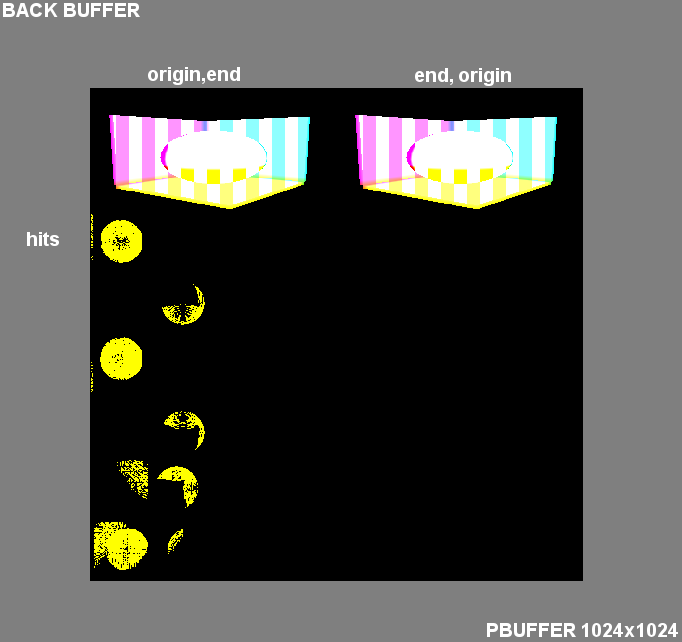 BACK BUFFER
origin,end
end, origin
hits
PBUFFER 1024x1024